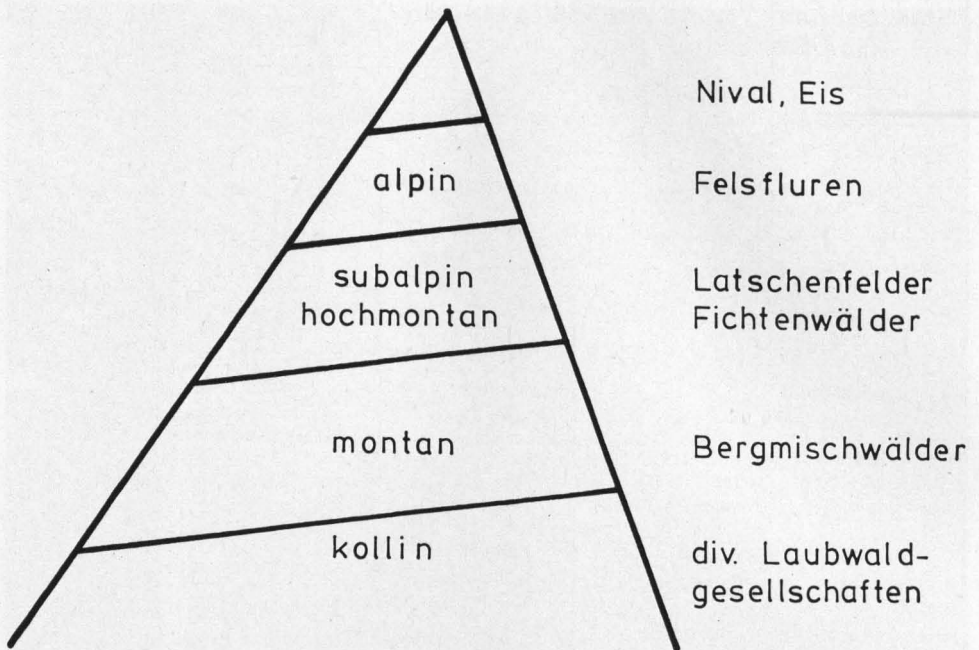 Nival, Eis
alpin
Felsfluren
subalpin
hochmontan
Latschenfelder
Fichtenwälder
montan
Bergmischwälder
kollin
div. Laubwald-
gesellschaften